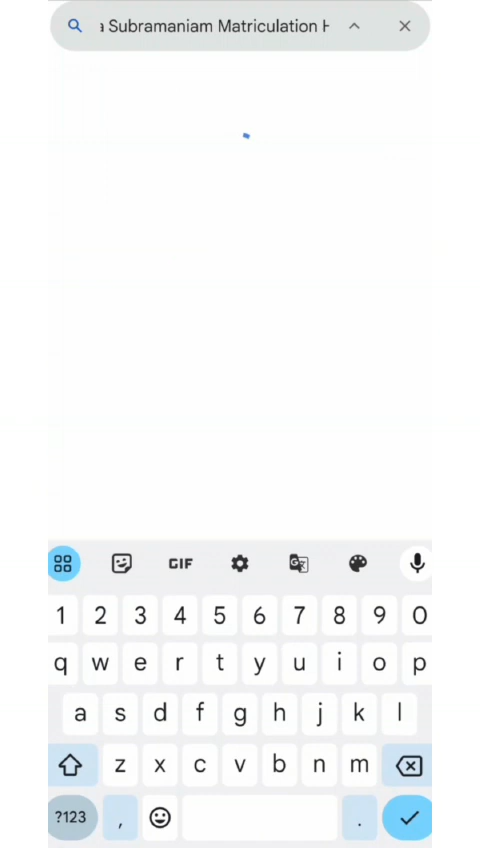 Subramaniam Matriculation
GIF
1 2 3 4 5 6 7 8 9 0
q w e r t y u i o p
a s d f g h j k l
z x c v b n m
?123 , .